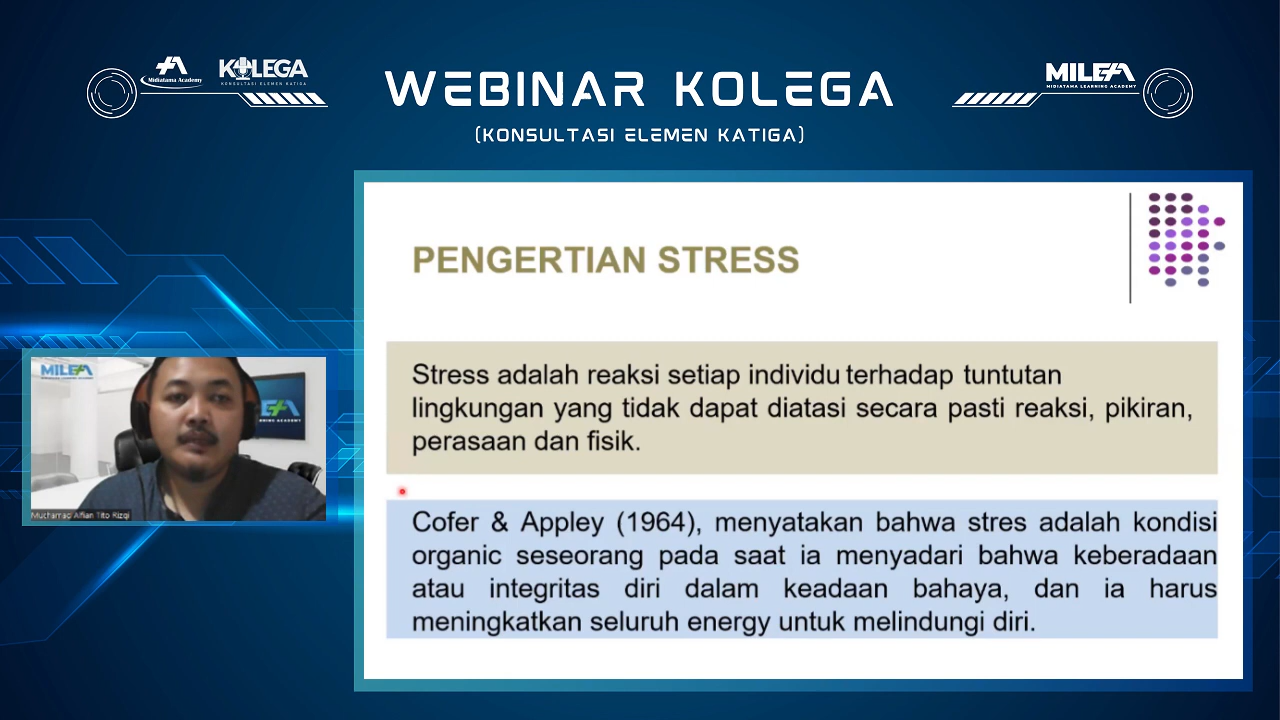 Midiatama Academy
KOLEGA
KONSULTASI ELEMEN KATIGA
WEBINAR KOLEGA
(KONSULTASI ELEMEN KATIGA)
MILEA
MIDIATAMA LEARNING ACADEMY
PENGERTIAN STRESS
Stress adalah reaksi setiap individu terhadap tuntutan
lingkungan yang tidak dapat diatasi secara pasti reaksi, pikiran,
perasaan dan fisik.
Cofer & Appley (1964), menyatakan bahwa stres adalah kondisi
organic seseorang pada saat ia menyadari bahwa keberadaan
atau integritas diri dalam keadaan bahaya, dan ia harus
meningkatkan seluruh energy untuk melindungi diri.
MILEA
Muchamad Alfian Tito Rizqi